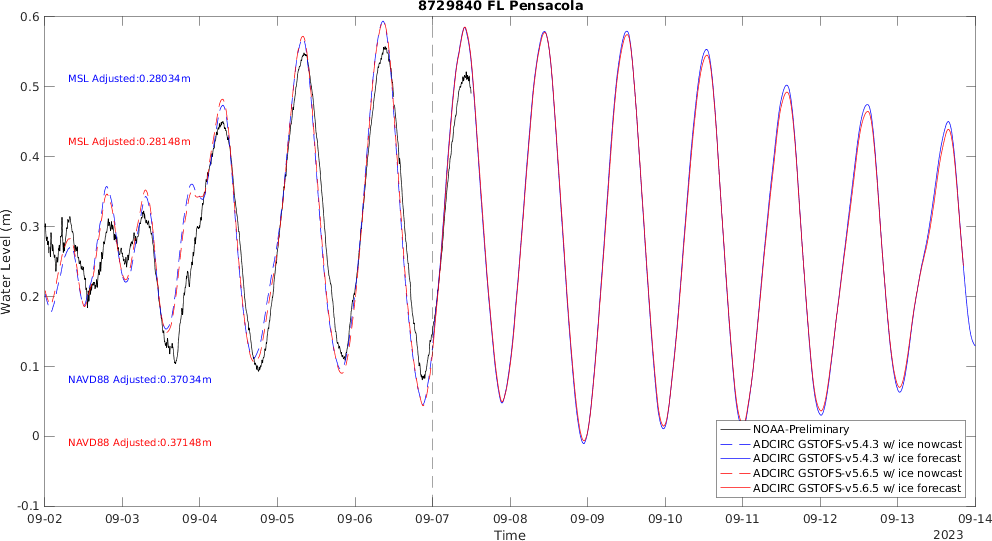 8729840 FL Pensacola
0.6
0.5
0.4
0.3
0.2
0.1
0
-0.1
Water Level (m)
MSL Adjusted:0.28034m
MSL Adjusted:0.28148m
NAVD88 Adjusted:0.37034m
NAVD88 Adjusted:0.37148m
NOAA-Preliminary
ADCIRC GSTOFS-v5.4.3 w/ ice nowcast
ADCIRC GSTOFS-v5.4.3 w/ ice forecast
ADCIRC GSTOFS-v5.6.5 w/ ice nowcast
ADCIRC GSTOFS-v5.6.5 w/ ice forecast
09-02 09-03 09-04 09-05 09-06 09-07 09-08 09-09 09-10 09-11 09-12 09-13 09-14
Time
2023